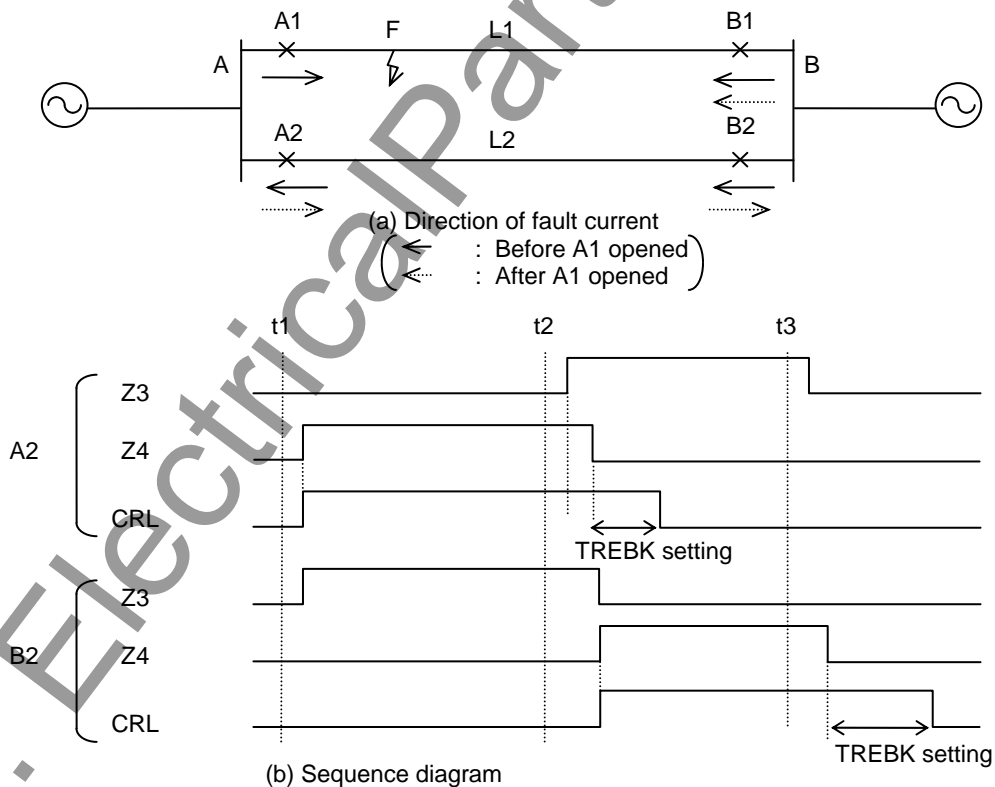 A1 F L1 B1
A B
A2 L2 B2
(a) Direction of fault current
: Before A1 opened
: After A1 opened
t1 t2 t3
Z3
A2 Z4
CRL
TREBK setting
Z3
B2 Z4
CRL
TREBK setting
(b) Sequence diagram
. ElectricalPart